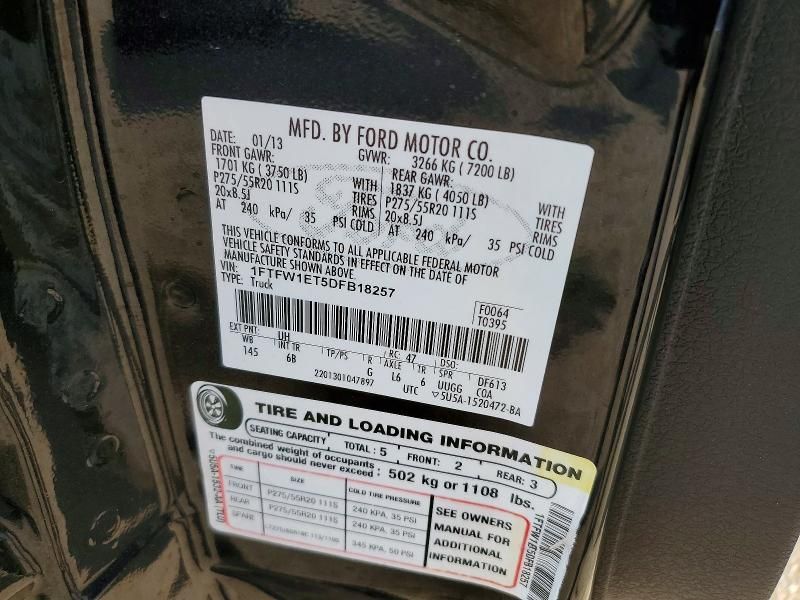 MFD. BY FORD MOTOR CO.
DATE: 01/13 GVWR: 3266 KG ( 7200 LB)
FRONT GAWR: REAR GAWR:
1701 KG ( 3750 LB) WITH 1837 KG ( 4050 LB) WITH
P275/55R20 111S TIRES P275/55R20 111S TIRES
20x8.5J RIMS 20x8.5J RIMS
AT 240 kPa/ 35 PSI COLD AT 240 kPa/ 35 PSI COLD
THIS VEHICLE CONFORMS TO ALL APPLICABLE FEDERAL MOTOR
VEHICLE SAFETY STANDARDS IN EFFECT ON THE DATE OF
MANUFACTURE SHOWN ABOVE.
VIN: 1FTFW1ET5DFB18257
TYPE: Truck
F0064
T0395
EXT PNT: UH RC: 47 DSO:
WB INT TR TP/PS R AXLE TR SPR DF613
145 6B G L6 6 UUGG COA
2201301047897 UTC ▽5U5A-1520472-BA
TIRE AND LOADING INFORMATION
SEATING CAPACITY TOTAL : 5 FRONT: 2 REAR: 3
The combined weight of occupants
and cargo should never exceed : 502 kg or 1108 lbs.
TIRE SIZE COLD TIRE PRESSURE
FRONT P275/55R20 111S 240 KPA, 35 PSI
REAR P275/55R20 111S 240 KPA, 35 PSI
SPARE 345 KPA, 50 PSI
SEE OWNERS
MANUAL FOR
ADDITIONAL
INFORMATION